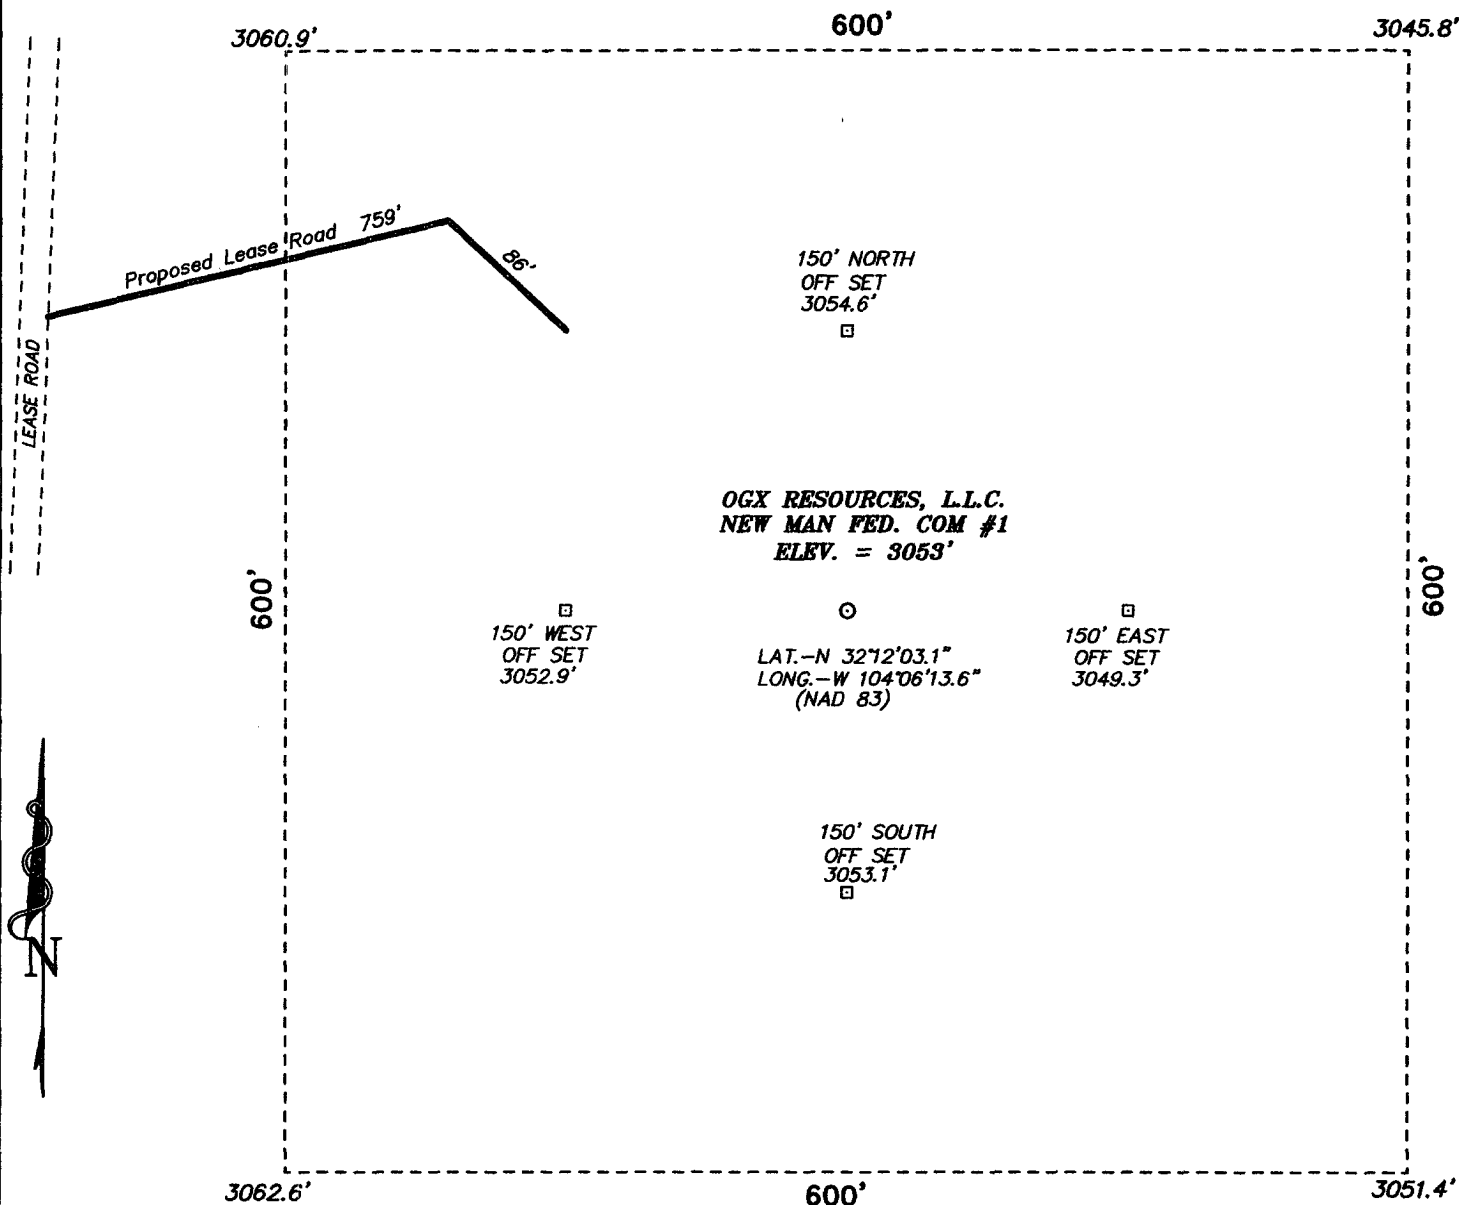 600'
3060.9'
3045.8'
Proposed Lease Road 759'
86'
LEASE ROAD
150' NORTH
OFF SET
3054.6'
OGX RESOURCES, L.L.C.
NEW MAN FED. COM #1
ELEV. = 3053'
600'
600'
150' WEST
OFF SET
3052.9'
LAT.-N 32°12'03.1"
LONG.-W 104°06'13.6"
(NAD 83)
150' EAST
OFF SET
3049.3'
150' SOUTH
OFF SET
3053.1'
N
3062.6'
600'
3051.4'